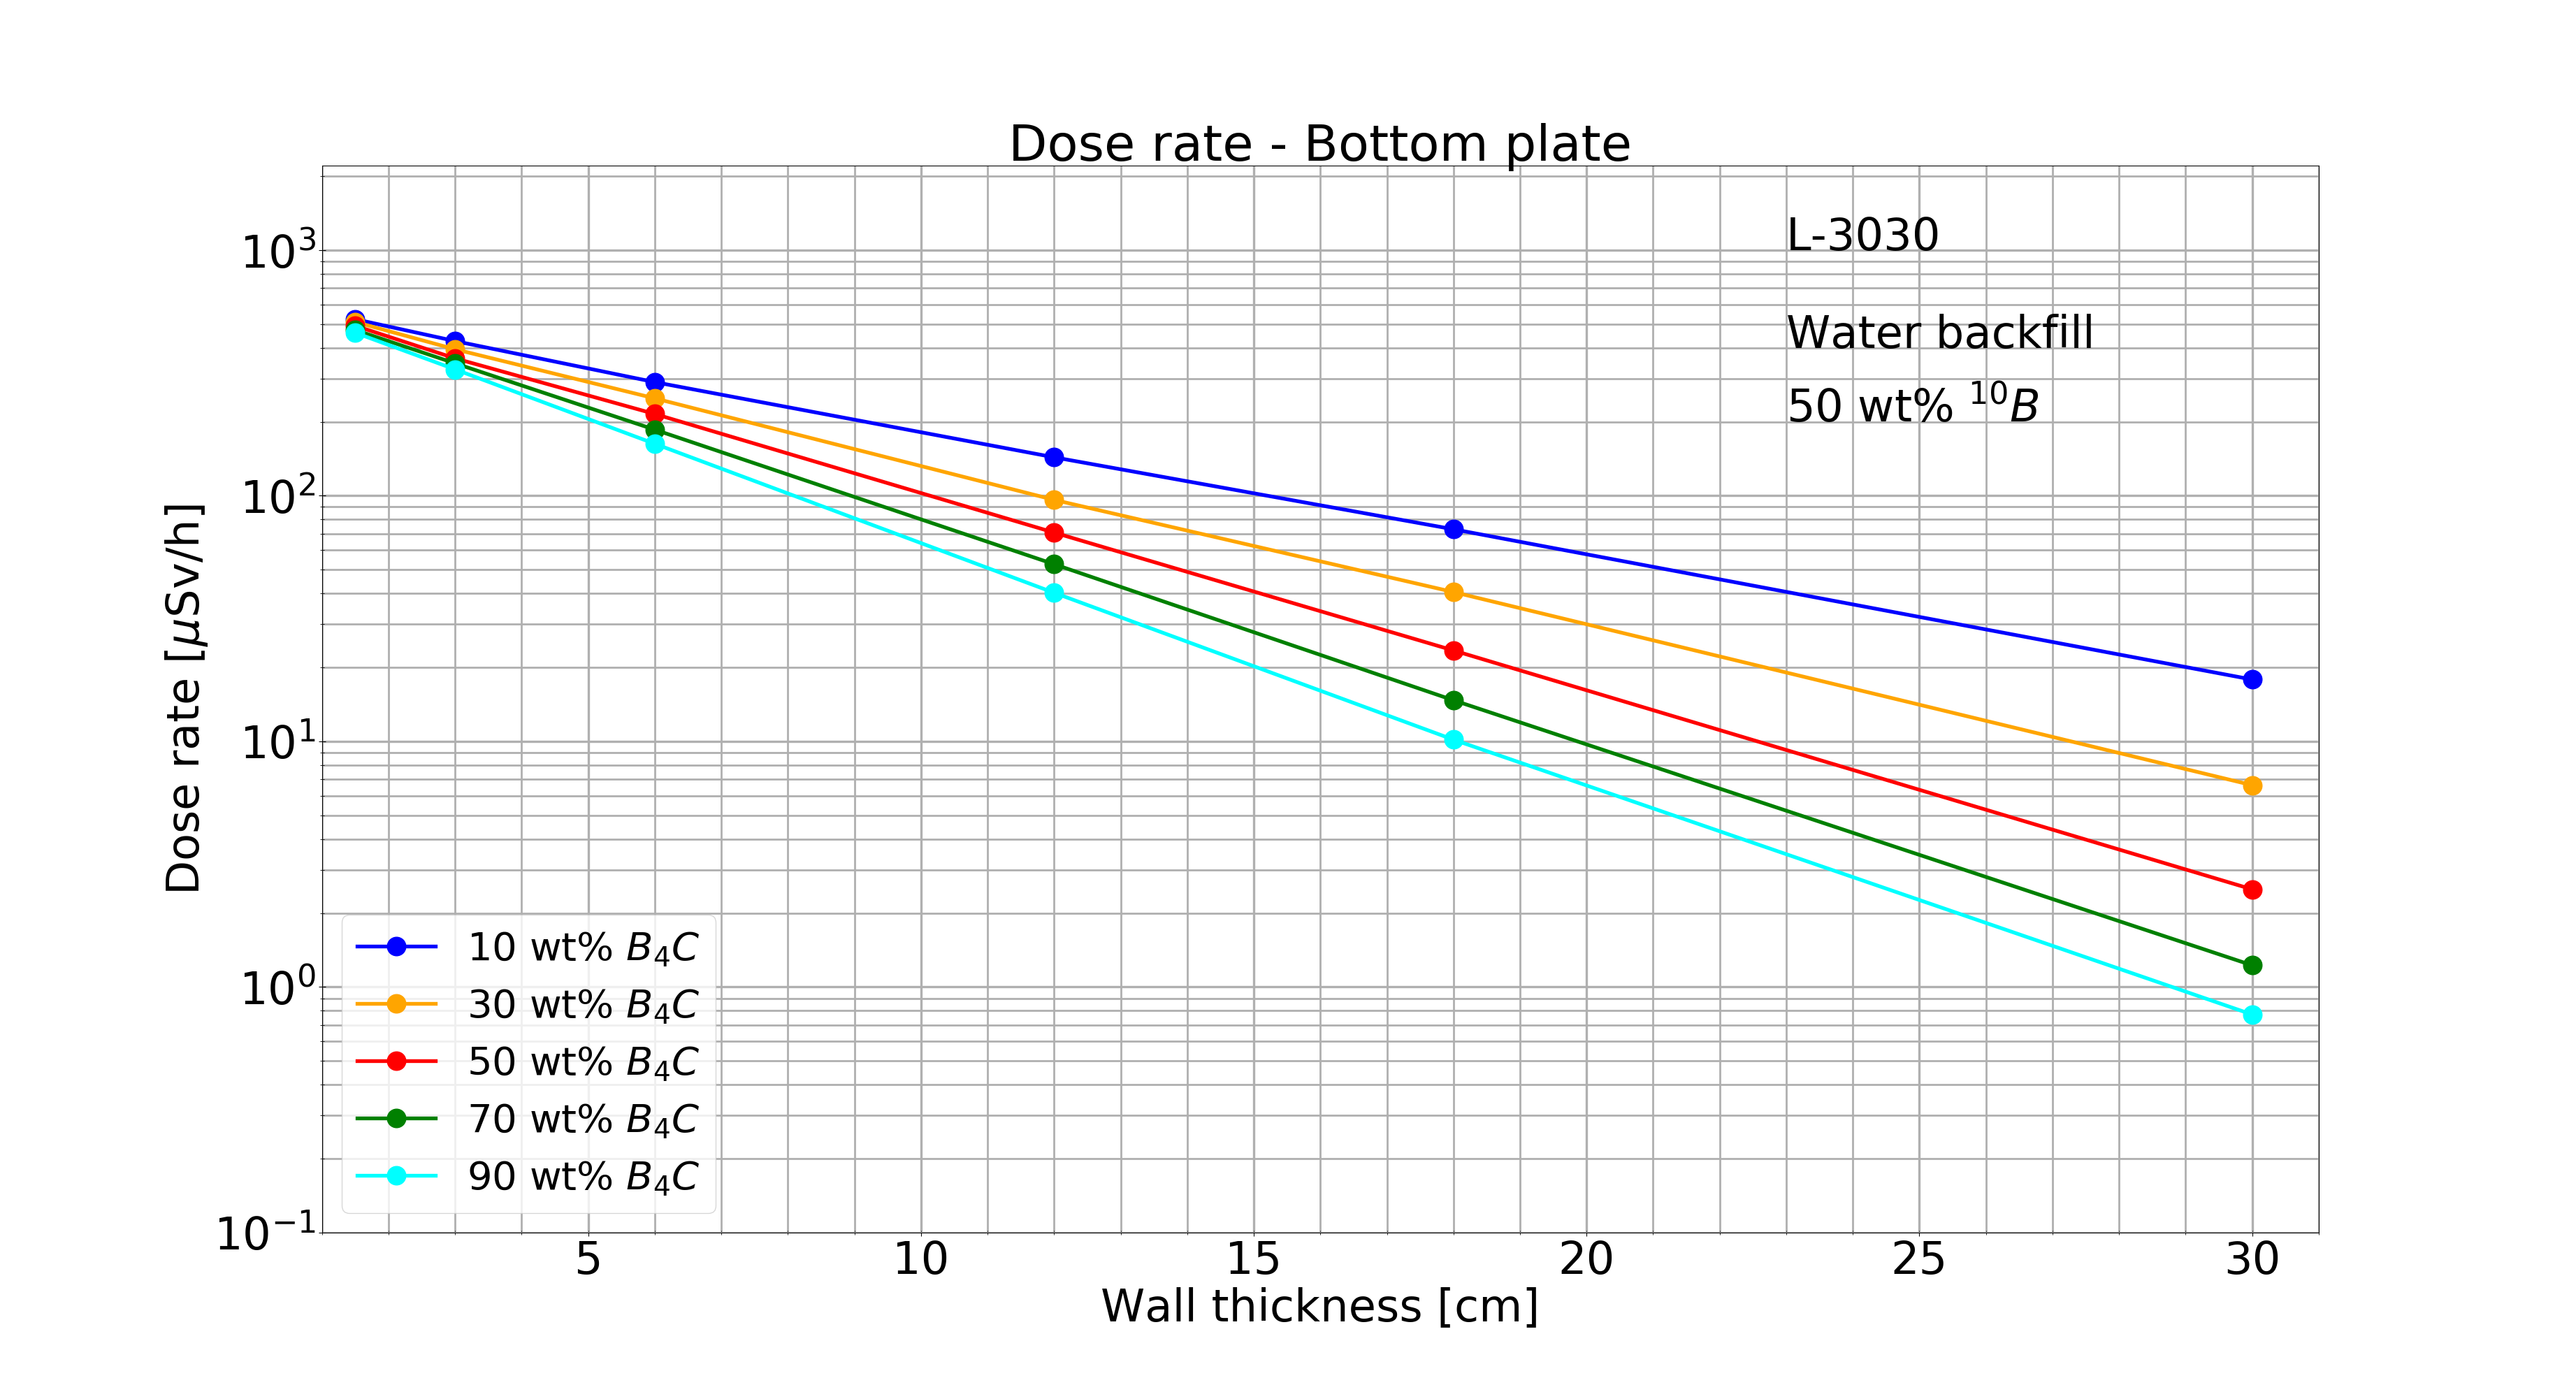 Dose rate - Bottom plate
L-3030
Water backfill
50 wt% ¹⁰B
Dose rate [μSv/h]
10³
10²
10¹
10⁰
10⁻¹
10 wt% B₄C
30 wt% B₄C
50 wt% B₄C
70 wt% B₄C
90 wt% B₄C
5 10 15 20 25 30
Wall thickness [cm]